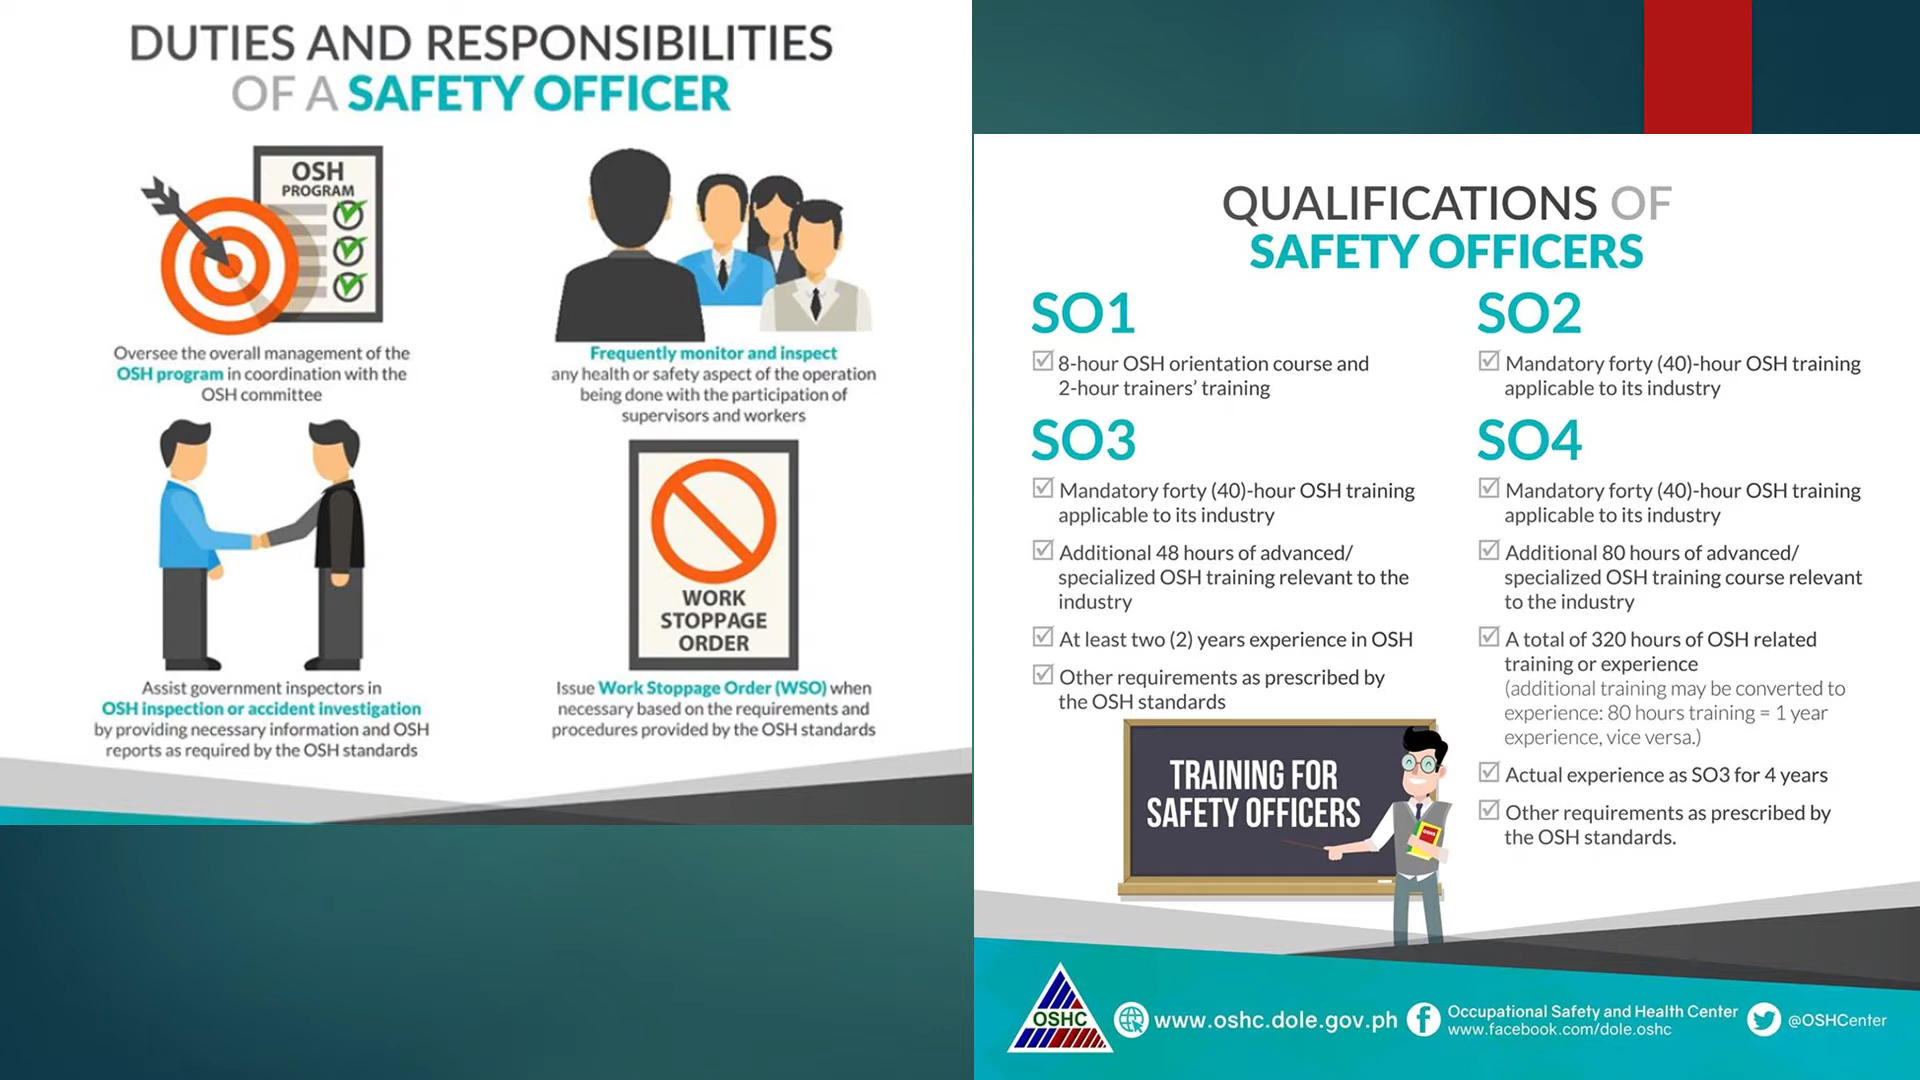 DUTIES AND RESPONSIBILITIES
OF A SAFETY OFFICER
OSH
PROGRAM
Oversee the overall management of the
OSH program in coordination with the
OSH committee
Frequently monitor and inspect
any health or safety aspect of the operation
being done with the participation of
supervisors and workers
Assist government inspectors in
OSH inspection or accident investigation
by providing necessary information and OSH
reports as required by the OSH standards
WORK
STOPPAGE
ORDER
Issue Work Stoppage Order (WSO) when
necessary based on the requirements and
procedures provided by the OSH standards
QUALIFICATIONS OF
SAFETY OFFICERS
SO1
8-hour OSH orientation course and
2-hour trainers' training
SO2
Mandatory forty (40)-hour OSH training
applicable to its industry
SO3
Mandatory forty (40)-hour OSH training
applicable to its industry
Additional 48 hours of advanced/
specialized OSH training relevant to the
industry
At least two (2) years experience in OSH
Other requirements as prescribed by
the OSH standards
SO4
Mandatory forty (40)-hour OSH training
applicable to its industry
Additional 80 hours of advanced/
specialized OSH training course relevant
to the industry
A total of 320 hours of OSH related
training or experience
(additional training may be converted to
experience: 80 hours training = 1 year
experience, vice versa.)
Actual experience as SO3 for 4 years
Other requirements as prescribed by
the OSH standards.
TRAINING FOR
SAFETY OFFICERS
OSHC
www.oshc.dole.gov.ph
Occupational Safety and Health Center
www.facebook.com/dole.oshc
@OSHCenter